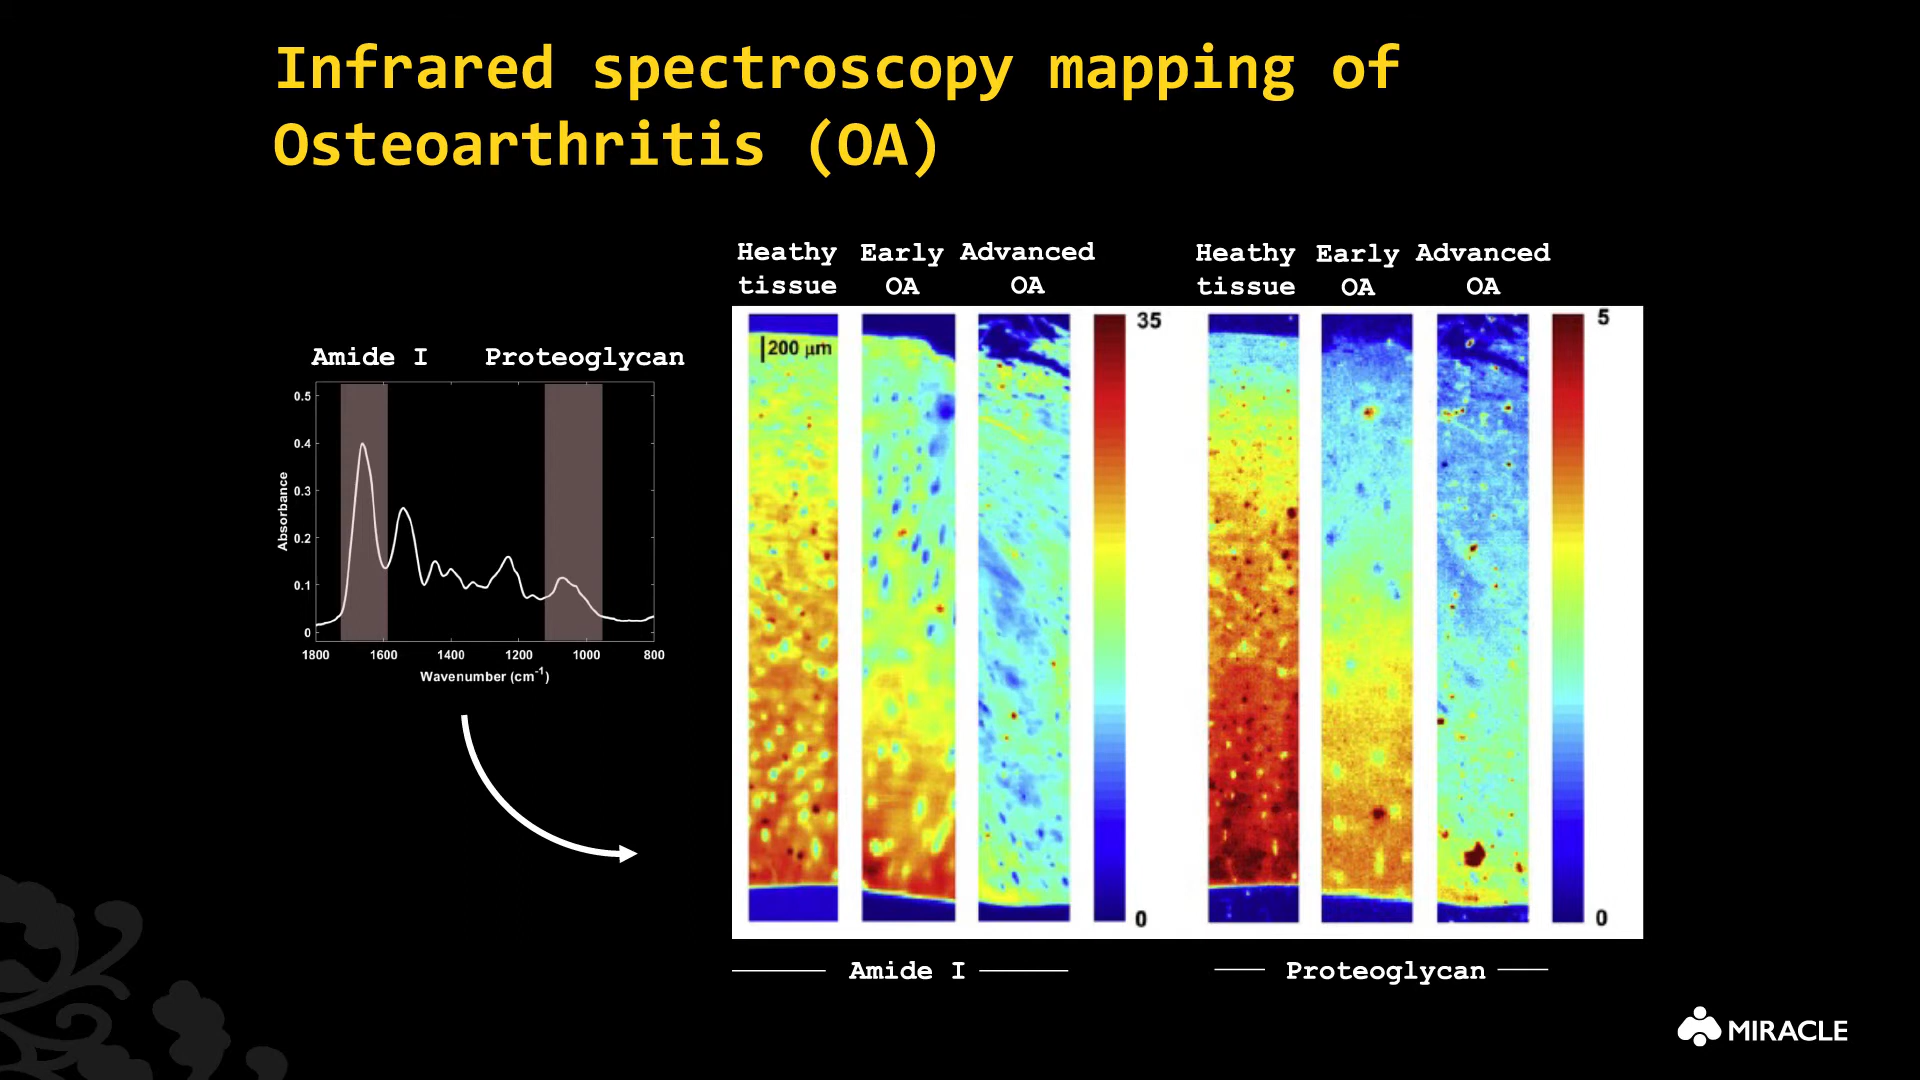 Infrared spectroscopy mapping of
Osteoarthritis (OA)
Heathy tissue
Early OA
Advanced OA
Heathy tissue
Early OA
Advanced OA
Amide I
Proteoglycan
0.5
0.4
0.3
0.2
0.1
0
Absorbance
1800 1600 1400 1200 1000 800
Wavenumber (cm-1)
200 μm
35
0
5
0
Amide I
Proteoglycan
MIRACLE